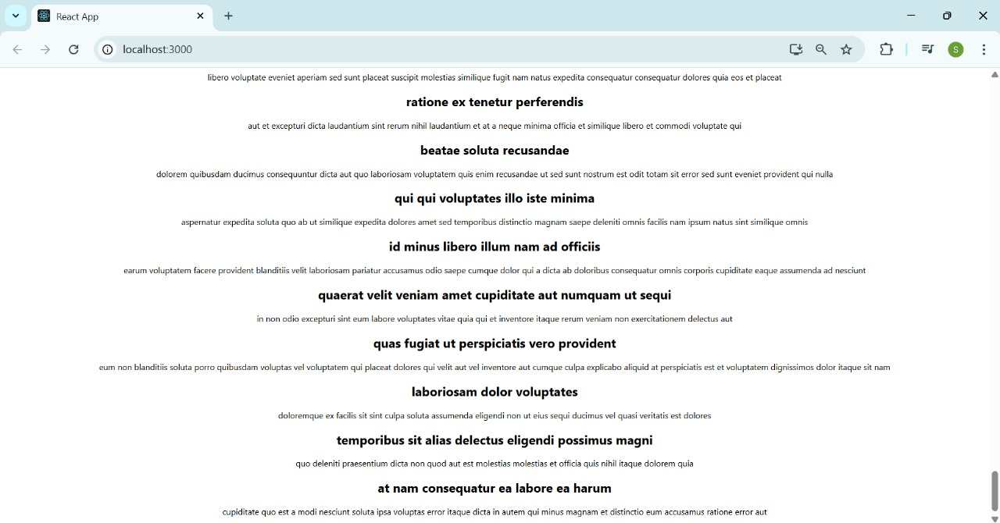 React App
localhost:3000
S
libero voluptate eveniet aperiam sed sunt placeat suscipit molestias similique fugit nam natus expedita consequatur consequatur dolores quia eos et placeat
ratione ex tenetur perferendis
aut et excepturi dicta laudantium sint rerum nihil laudantium et at a neque minima officia et similique libero et commodi voluptate qui
beatae soluta recusandae
dolorem quibusdam ducimus consequuntur dicta aut quo laboriosam voluptatem quis enim recusandae ut sed sunt nostrum est odit totam sit error sed sunt eveniet provident qui nulla
qui qui voluptates illo iste minima
aspernatur expedita soluta quo ab ut similique expedita dolores amet sed temporibus distinctio magnam saepe deleniti omnis facilis nam ipsum natus sint similique omnis
id minus libero illum nam ad officiis
earum voluptatem facere provident blanditiis velit laboriosam pariatur accusamus odio saepe cumque dolor qui a dicta ab doloribus consequatur omnis corporis cupiditate eaque assumenda ad nesciunt
quaerat velit veniam amet cupiditate aut numquam ut sequi
in non odio excepturi sint eum labore voluptates vitae quia qui et inventore itaque rerum veniam non exercitationem delectus aut
quas fugiat ut perspiciatis vero provident
eum non blanditiis soluta porro quibusdam voluptas vel voluptatem qui placeat dolores qui velit aut vel inventore aut cumque culpa explicabo aliquid at perspiciatis est et voluptatem dignissimos dolor itaque sit nam
laboriosam dolor voluptates
doloremque ex facilis sit sint culpa soluta assumenda eligendi non ut eius sequi ducimus vel quasi veritatis est dolores
temporibus sit alias delectus eligendi possimus magni
quo deleniti praesentium dicta non quod aut est molestias molestias et officia quis nihil itaque dolorem quia
at nam consequatur ea labore ea harum
cupiditate quo est a modi nesciunt soluta ipsa voluptas error itaque dicta in autem qui minus magnam et distinctio eum accusamus ratione error aut